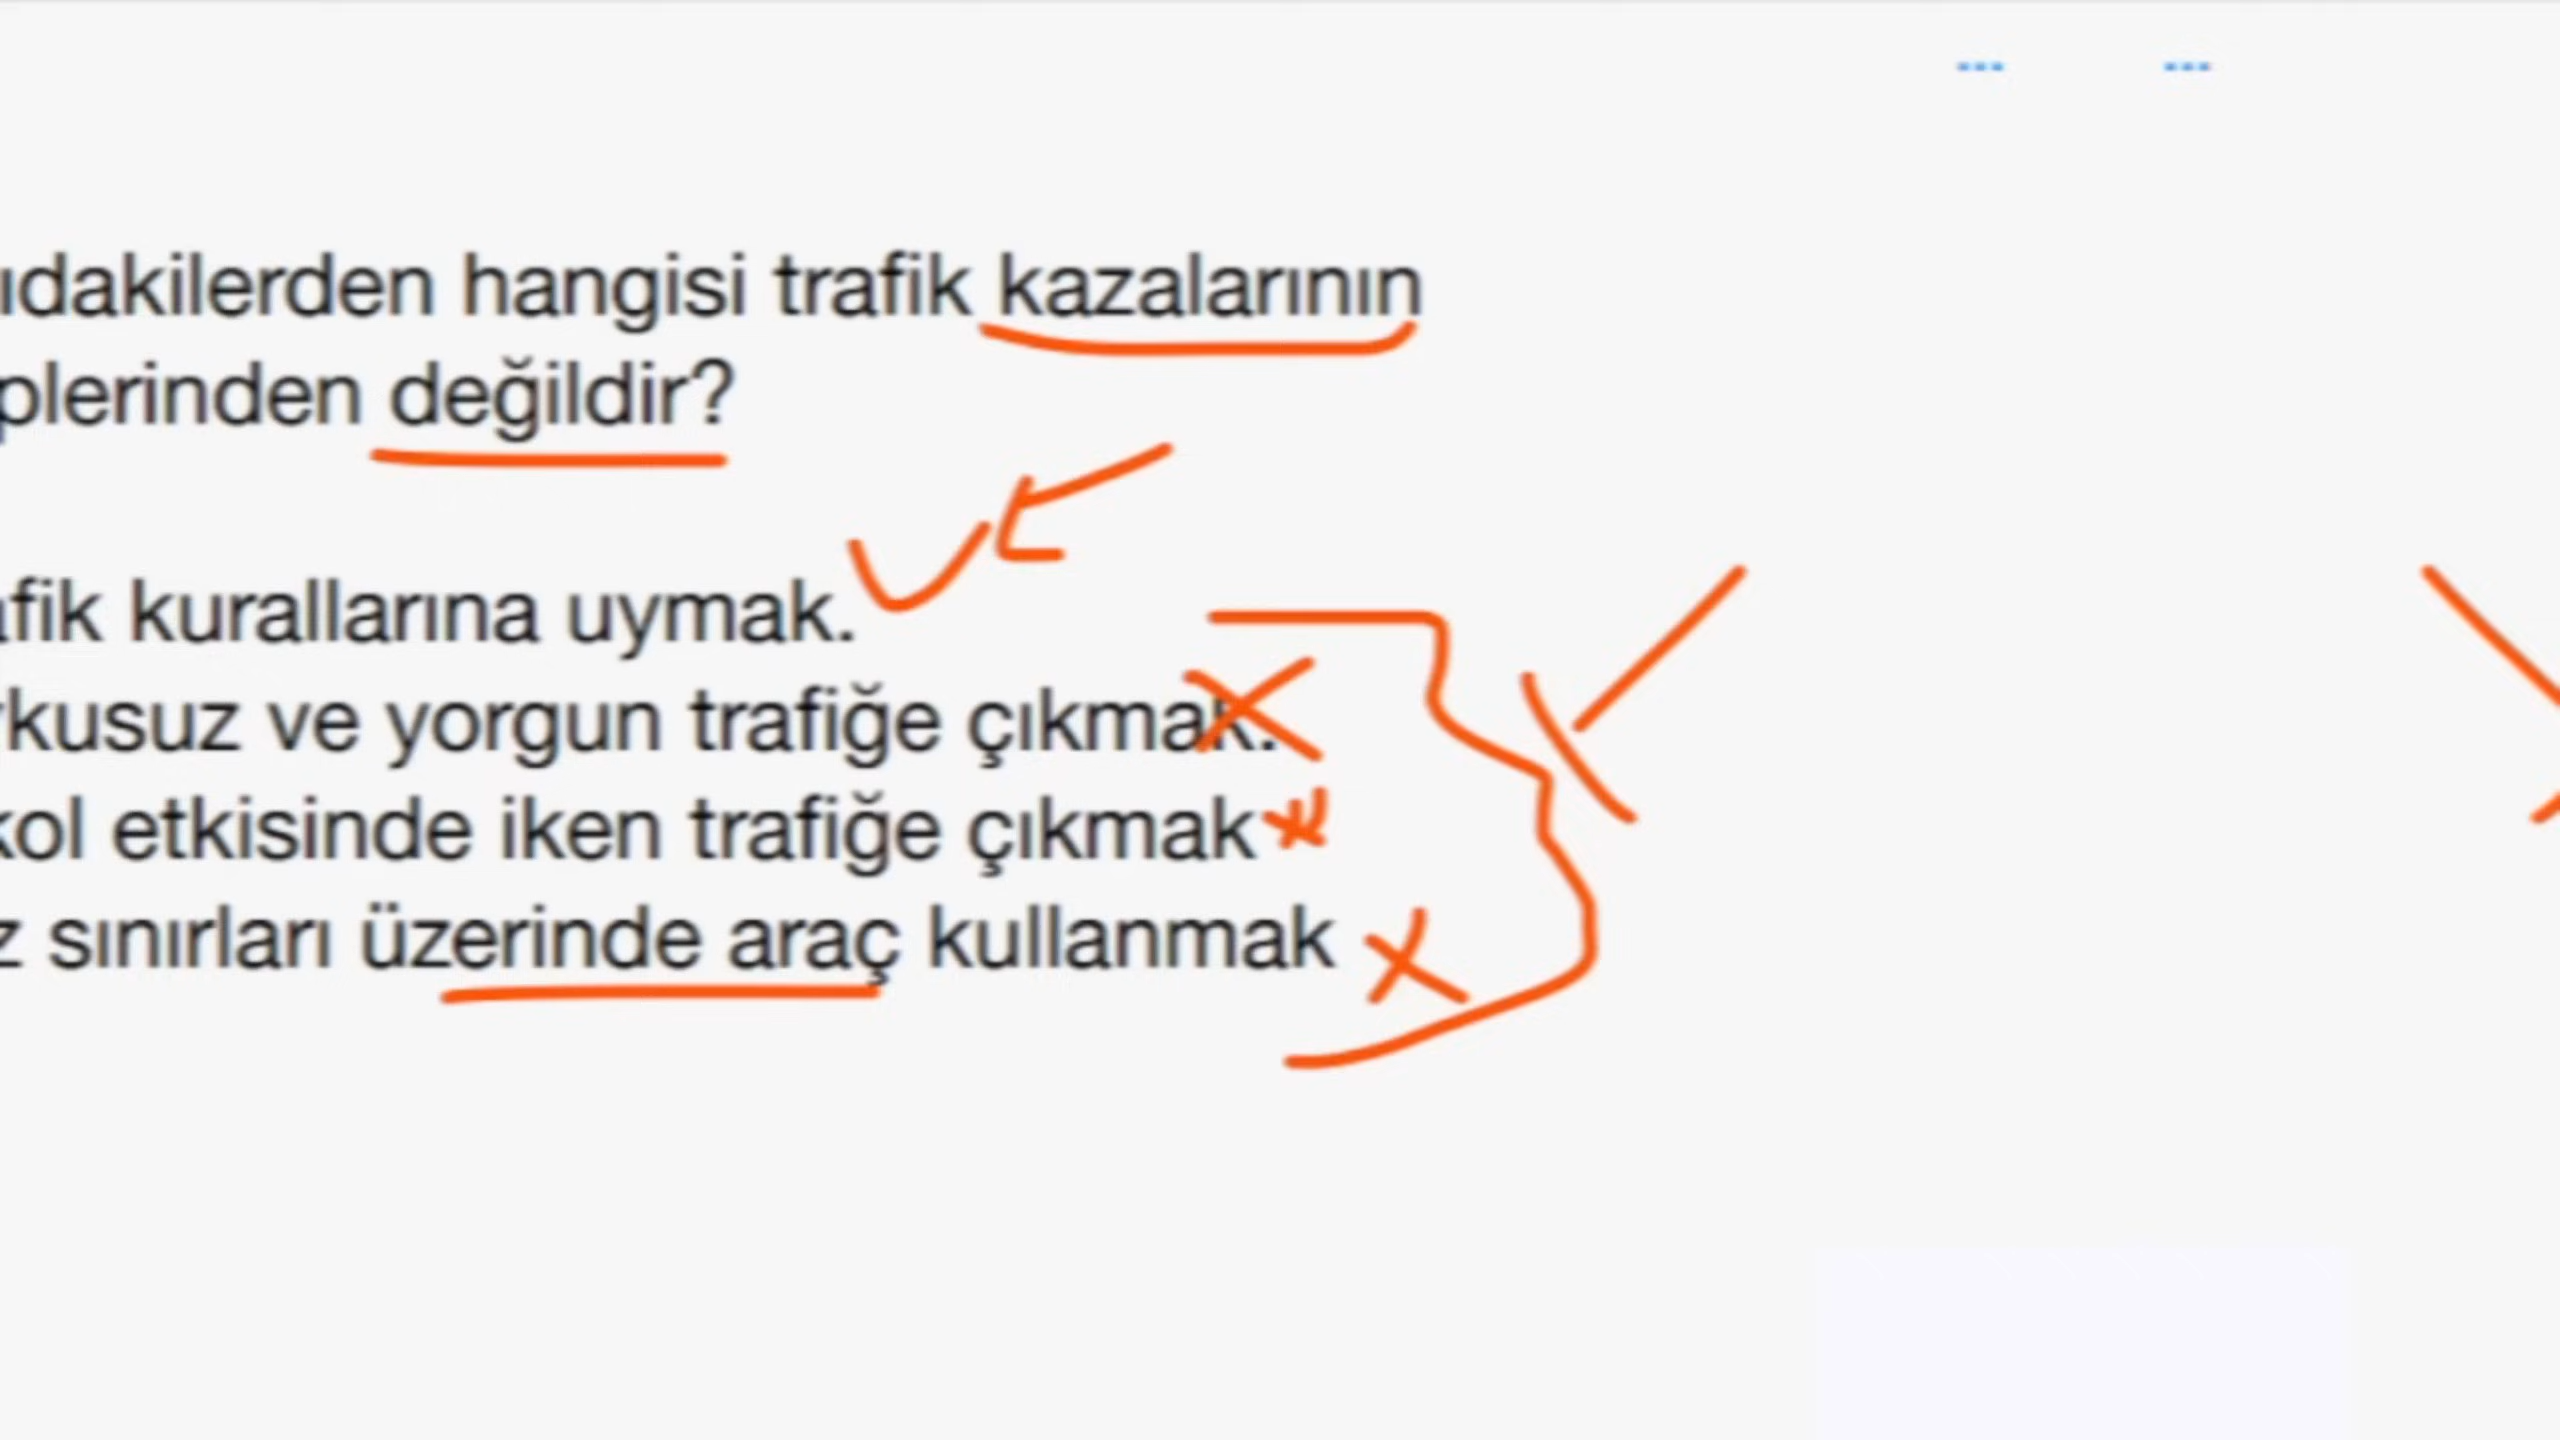 ıdakilerden hangisi trafik kazalarının
plerinden değildir?
afik kurallarına uymak.
ykusuz ve yorgun trafiğe çıkmak.
kol etkisinde iken trafiğe çıkmak
z sınırları üzerinde araç kullanmak